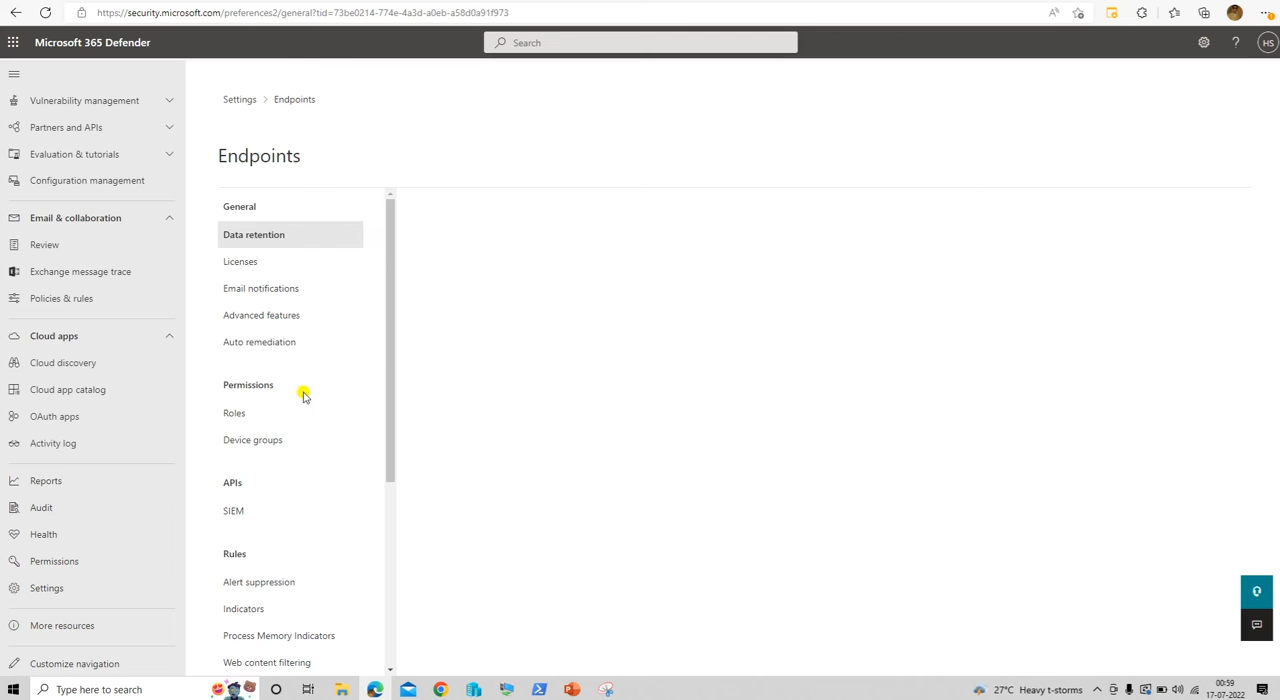 https://security.microsoft.com/preferences2/general?tid=73be0214-774e-4a3d-a0eb-a58d0a91f973
Microsoft 365 Defender
Search
?
HS
Vulnerability management
Partners and APIs
Evaluation & tutorials
Configuration management
Email & collaboration
Review
Exchange message trace
Policies & rules
Cloud apps
Cloud discovery
Cloud app catalog
OAuth apps
Activity log
Reports
Audit
Health
Permissions
Settings
More resources
Customize navigation
Settings > Endpoints
Endpoints
General
Data retention
Licenses
Email notifications
Advanced features
Auto remediation
Permissions
Roles
Device groups
APIs
SIEM
Rules
Alert suppression
Indicators
Process Memory Indicators
Web content filtering
Type here to search
27°C Heavy t-storms
00:59
17-07-2022